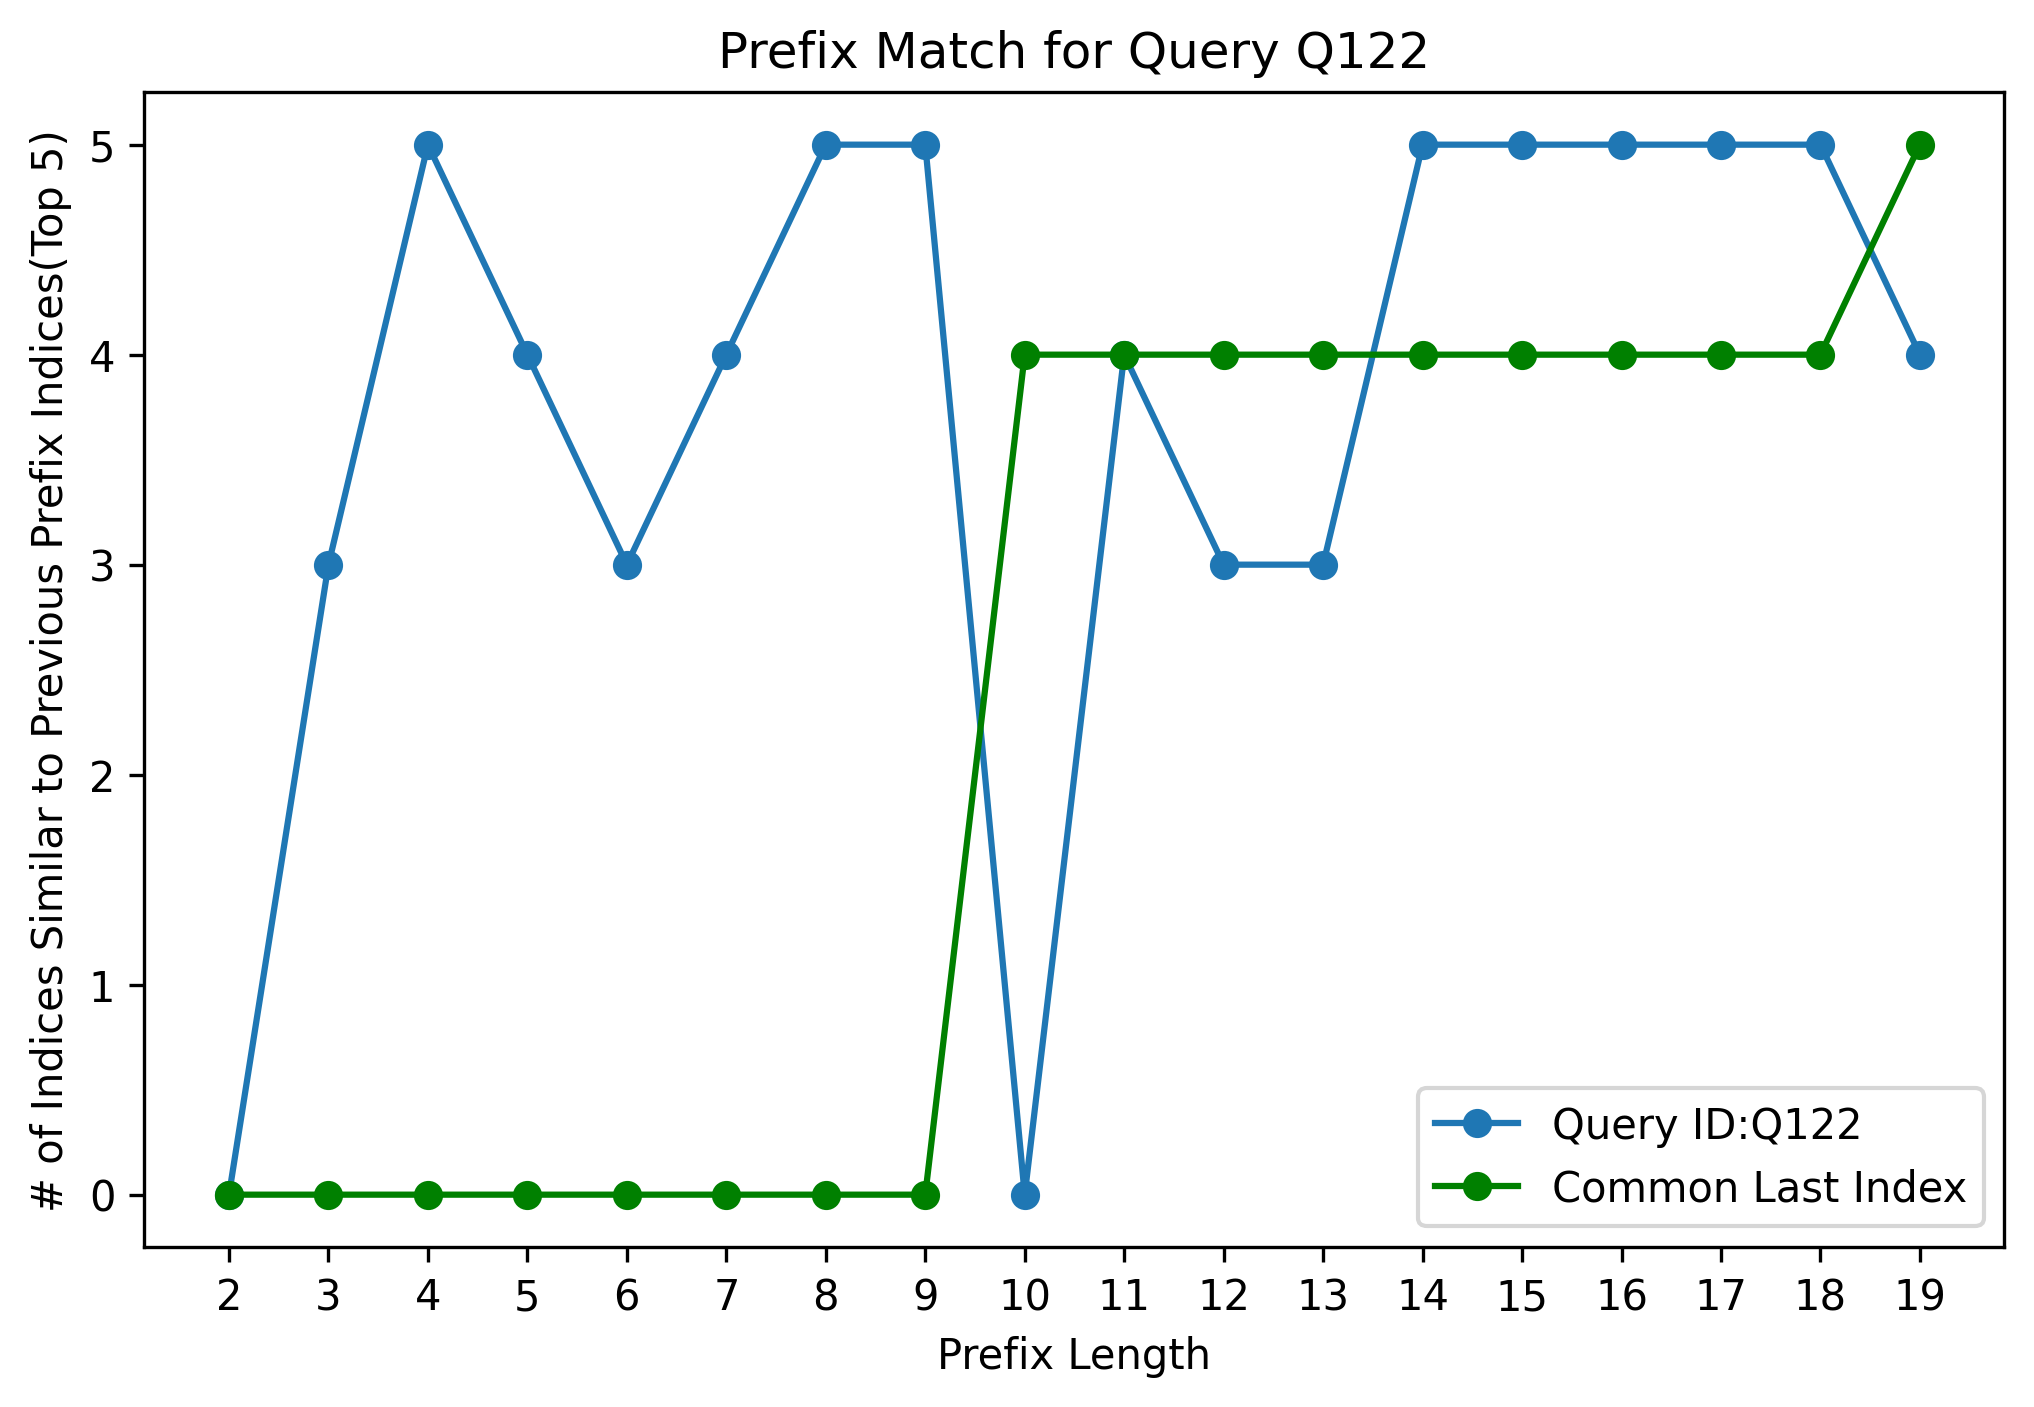 Prefix Match for Query Q122
# of Indices Similar to Previous Prefix Indices(Top 5)
5
4
3
2
1
0
2 3 4 5 6 7 8 9 10 11 12 13 14 15 16 17 18 19
Prefix Length
Query ID:Q122
Common Last Index